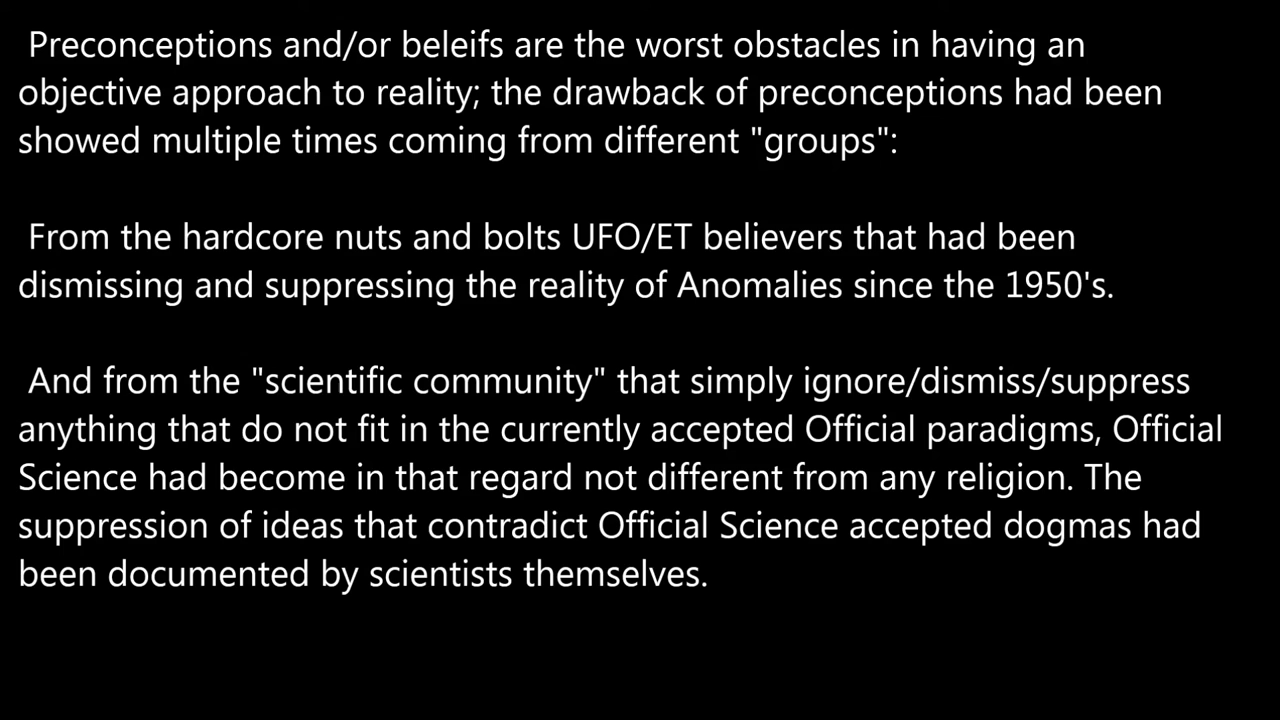 Preconceptions and/or beleifs are the worst obstacles in having an
objective approach to reality; the drawback of preconceptions had been
showed multiple times coming from different "groups":
From the hardcore nuts and bolts UFO/ET believers that had been
dismissing and suppressing the reality of Anomalies since the 1950's.
And from the "scientific community" that simply ignore/dismiss/suppress
anything that do not fit in the currently accepted Official paradigms, Official
Science had become in that regard not different from any religion. The
suppression of ideas that contradict Official Science accepted dogmas had
been documented by scientists themselves.